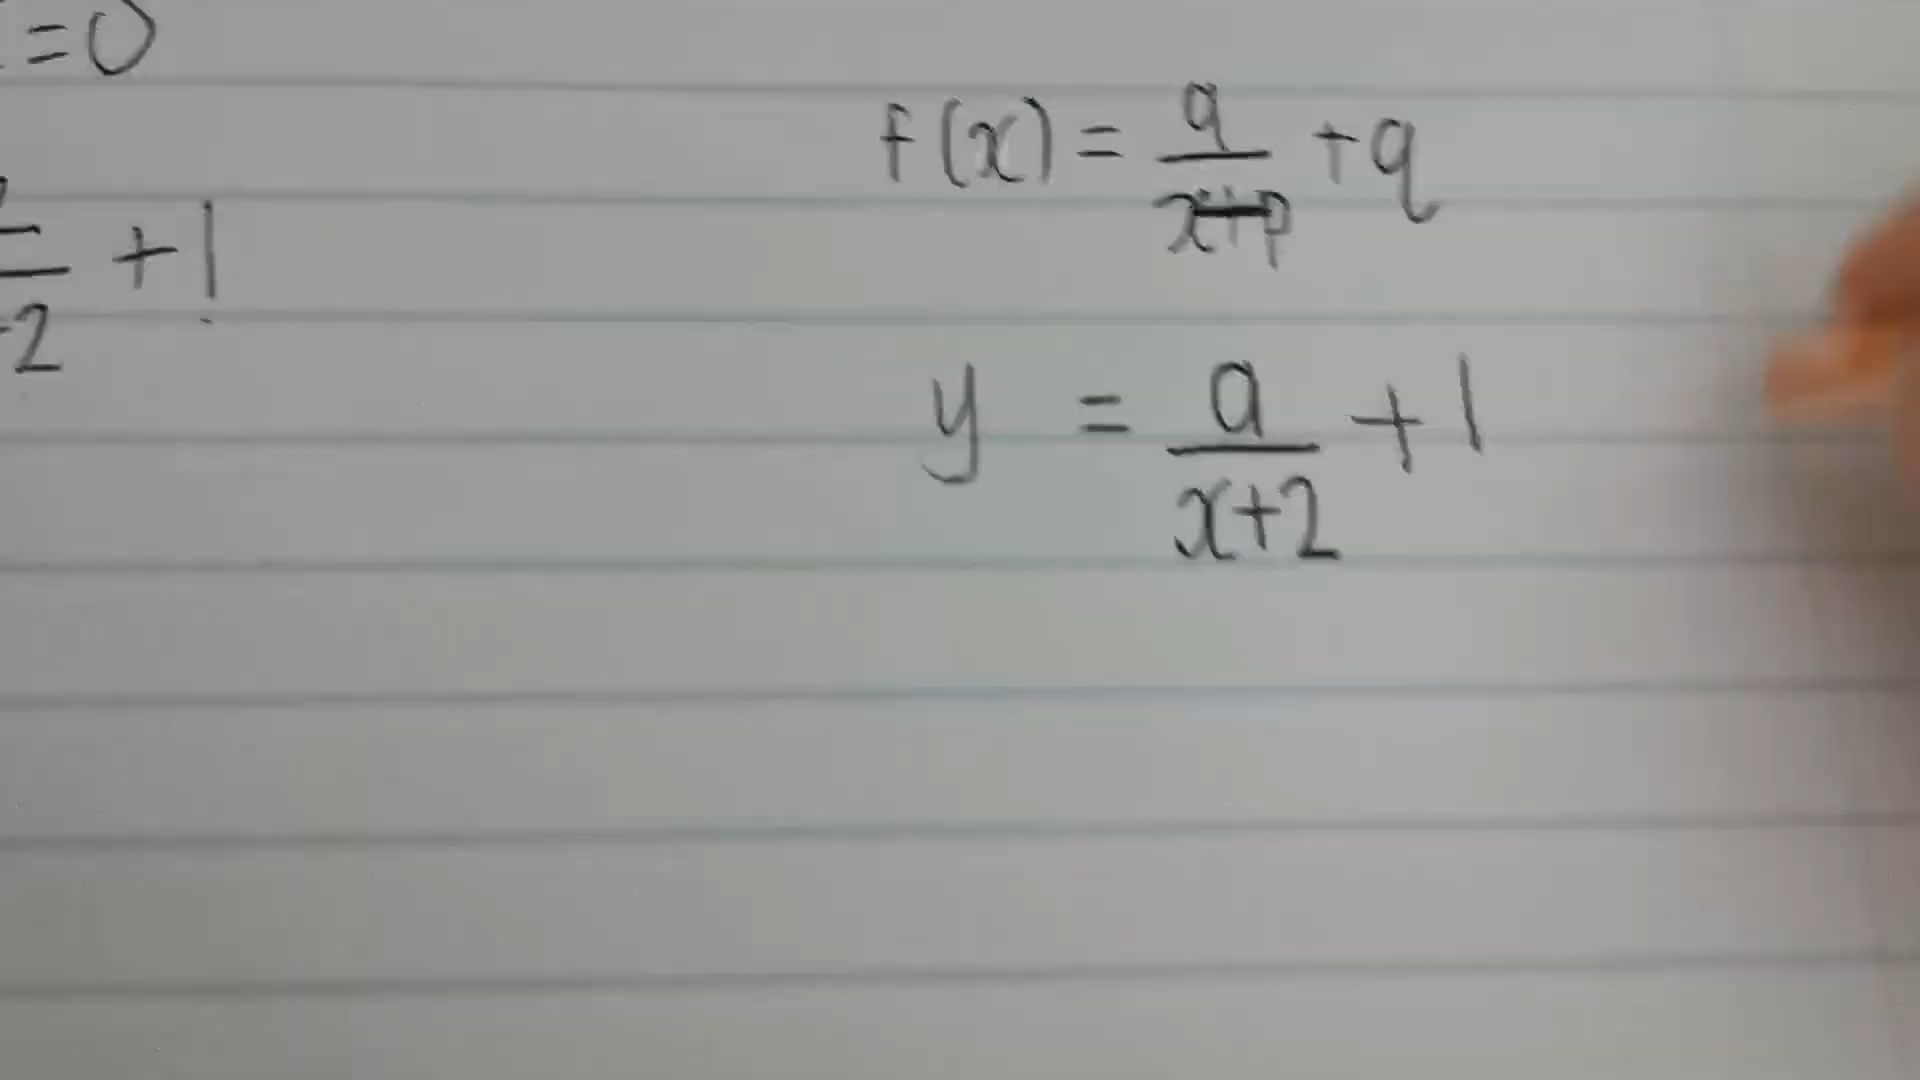 =0
f(x) = a/(x+p) + q
+1
-2
y = a/(x+2) + 1